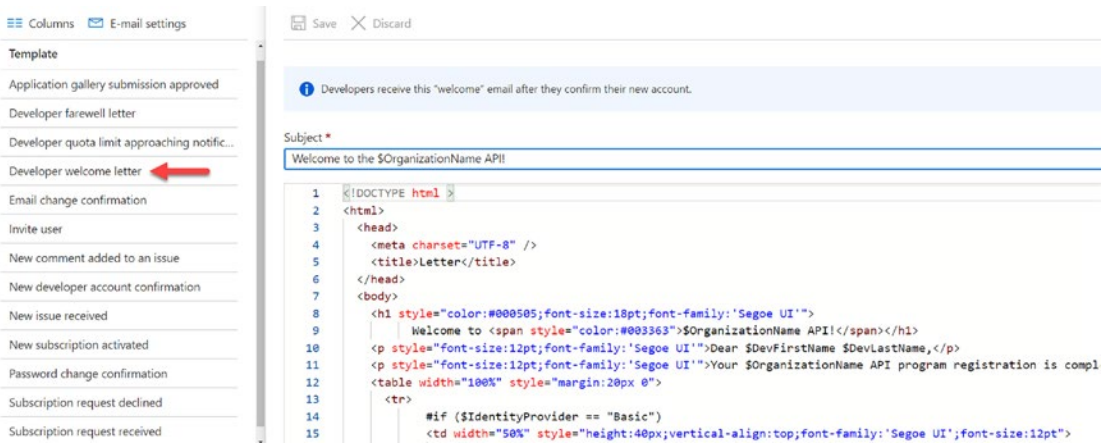 Columns E-mail settings
Save Discard
Template
Application gallery submission approved
Developer farewell letter
Developer quota limit approaching notific...
Developer welcome letter
Email change confirmation
Invite user
New comment added to an issue
New developer account confirmation
New issue received
New subscription activated
Password change confirmation
Subscription request declined
Subscription request received
Developers receive this "welcome" email after they confirm their new account.
Subject *
Welcome to the $OrganizationName API!
1 <!DOCTYPE html >
2 <html>
3 <head>
4 <meta charset="UTF-8" />
5 <title>Letter</title>
6 </head>
7 <body>
8 <h1 style="color:#000505;font-size:18pt;font-family:'Segoe UI'">
9 Welcome to <span style="color:#003363">$OrganizationName API!</span></h1>
10 <p style="font-size:12pt;font-family:'Segoe UI'">Dear $DevFirstName $DevLastName,</p>
11 <p style="font-size:12pt;font-family:'Segoe UI'">Your $OrganizationName API program registration is compl
12 <table width="100%" style="margin:20px 0">
13 <tr>
14 #if ($IdentityProvider == "Basic")
15 <td width="50%" style="height:40px;vertical-align:top;font-family:'Segoe UI';font-size:12pt">